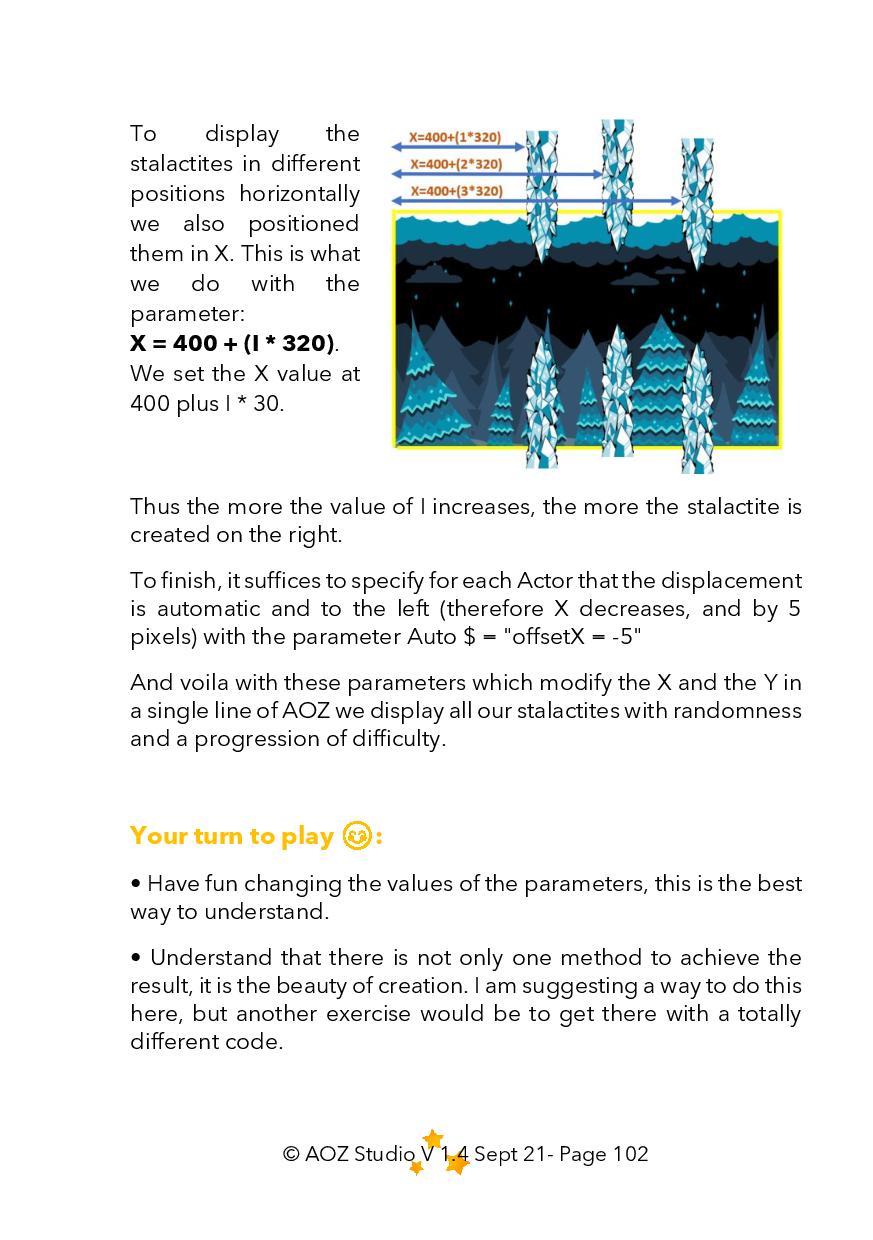 To display the
stalactites in different
positions horizontally
we also positioned
them in X. This is what
we do with the
parameter:
X = 400 + (I * 320).
We set the X value at
400 plus I * 30.
X=400+(1*320)
X=400+(2*320)
X=400+(3*320)
Thus the more the value of I increases, the more the stalactite is
created on the right.
To finish, it suffices to specify for each Actor that the displacement
is automatic and to the left (therefore X decreases, and by 5
pixels) with the parameter Auto $ = "offsetX = -5"
And voila with these parameters which modify the X and the Y in
a single line of AOZ we display all our stalactites with randomness
and a progression of difficulty.
Your turn to play :
• Have fun changing the values of the parameters, this is the best
way to understand.
• Understand that there is not only one method to achieve the
result, it is the beauty of creation. I am suggesting a way to do this
here, but another exercise would be to get there with a totally
different code.
© AOZ Studio V 1.4 Sept 21- Page 102